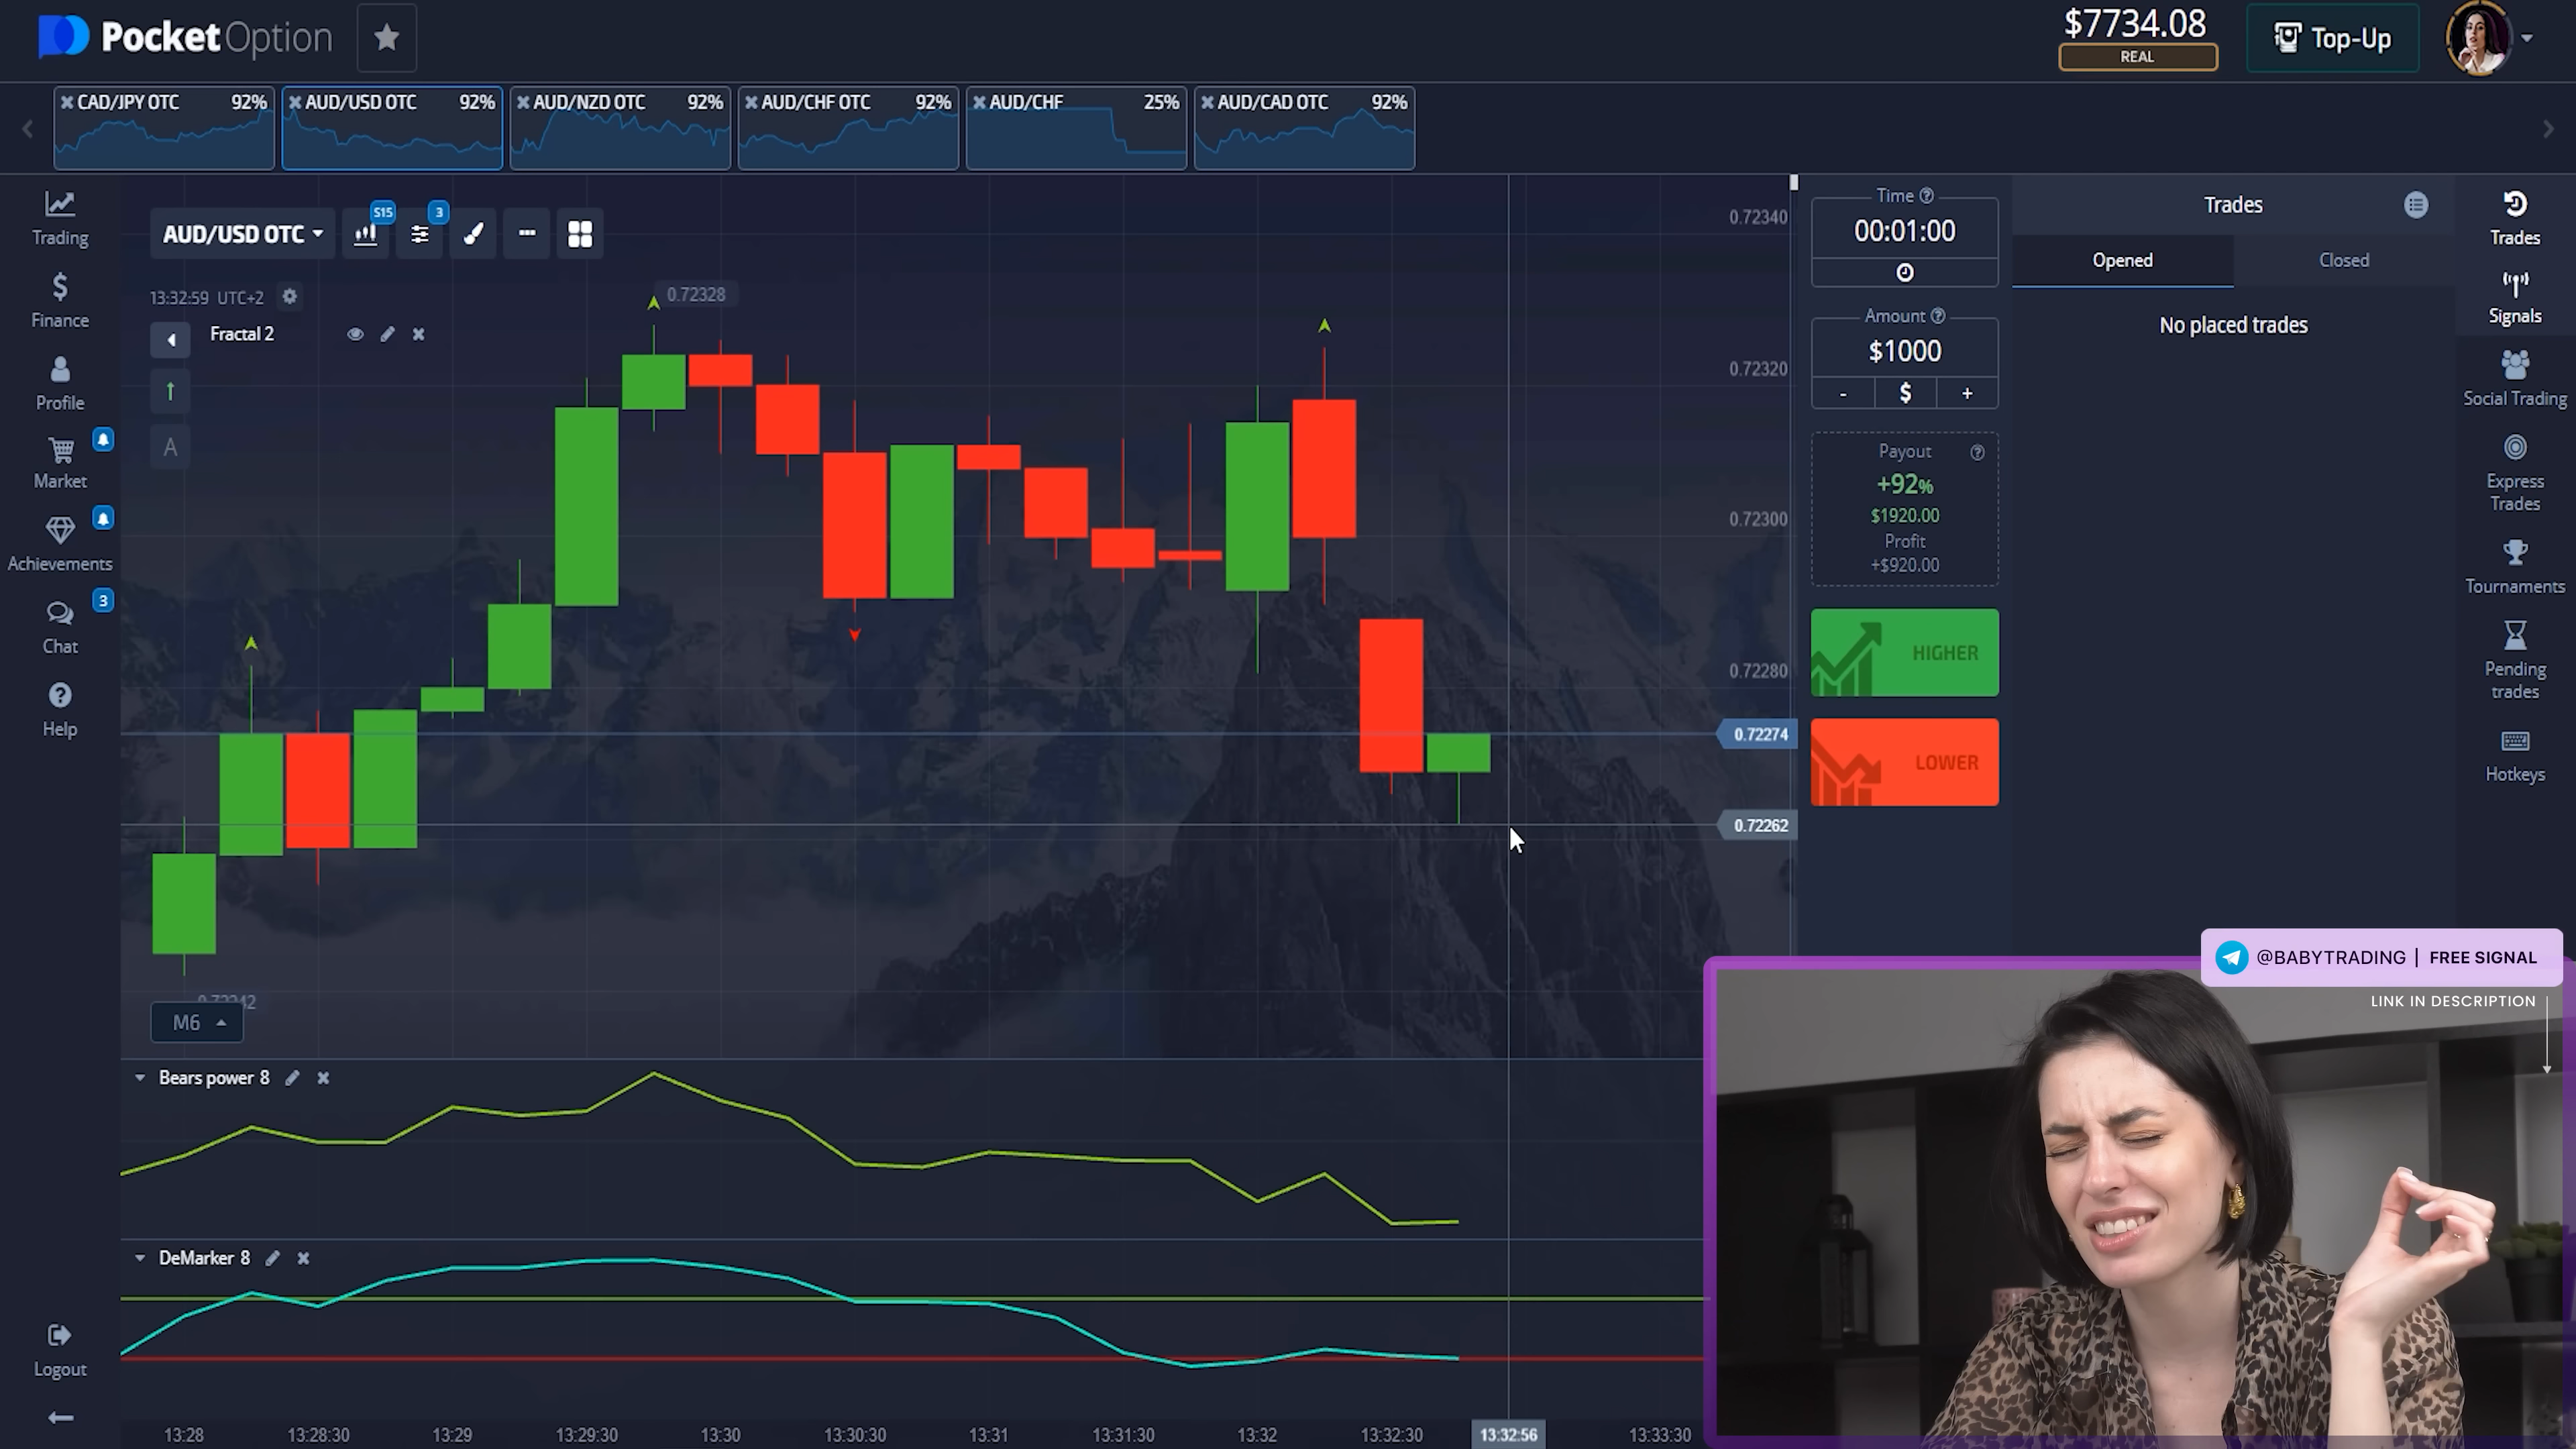 PocketOption
$7734.08
REAL
Top-Up
CAD/JPY OTC 92%
AUD/USD OTC 92%
AUD/NZD OTC 92%
AUD/CHF OTC 92%
AUD/CHF 25%
AUD/CAD OTC 92%
Trading
Finance
Profile
Market
Achievements
3
Chat
Help
Logout
AUD/USD OTC
S15
3
13:32:59 UTC+2
Fractal 2
A
0.72328
0.72340
0.72320
0.72300
0.72280
0.72274
0.72262
M6
Bears power 8
DeMarker 8
13:28
13:28:30
13:29
13:29:30
13:30
13:30:30
13:31
13:31:30
13:32
13:32:30
13:32:56
13:33:30
Time
00:01:00
Amount
$1000
- $ +
Payout
+92%
$1920.00
Profit
+$920.00
HIGHER
LOWER
Trades
Opened
Closed
No placed trades
Trades
Signals
Social Trading
Express
Trades
Tournaments
Pending
trades
Hotkeys
@BABYTRADING | FREE SIGNAL
LINK IN DESCRIPTION